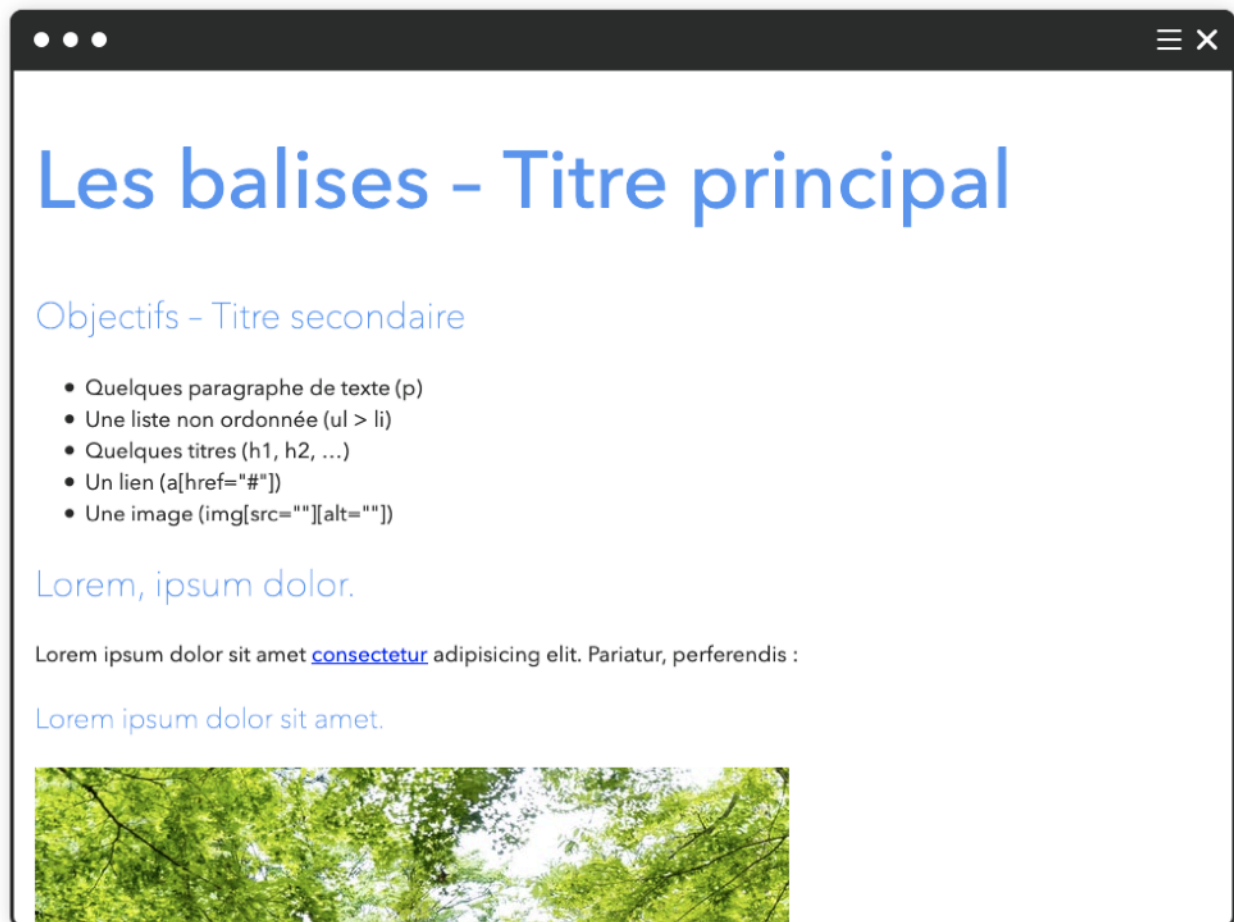 Les balises – Titre principal
Objectifs – Titre secondaire
• Quelques paragraphe de texte (p)
• Une liste non ordonnée (ul > li)
• Quelques titres (h1, h2, …)
• Un lien (a[href="#"])
• Une image (img[src=""][alt=""])
Lorem, ipsum dolor.
Lorem ipsum dolor sit amet consectetur adipisicing elit. Pariatur, perferendis :
Lorem ipsum dolor sit amet.